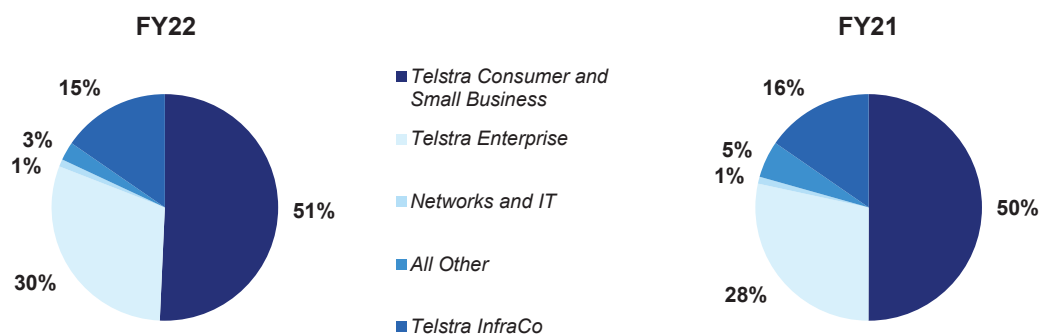 FY22
15%
3%
1%
30%
51%
Telstra Consumer and
Small Business
Telstra Enterprise
Networks and IT
All Other
Telstra InfraCo
FY21
16%
5%
1%
28%
50%